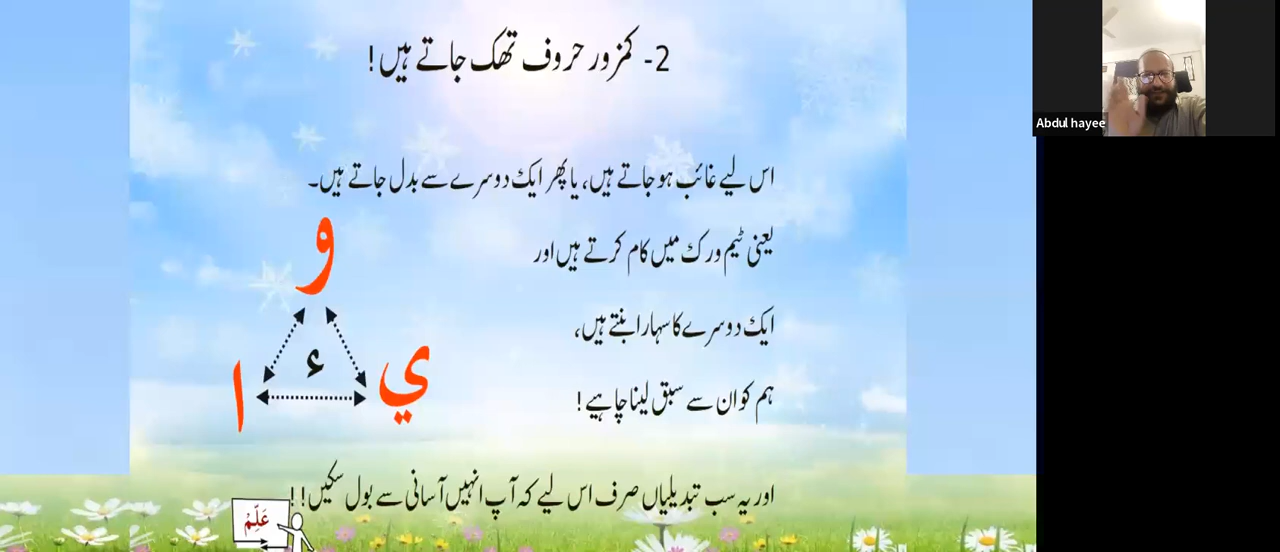 2- کمزور حروف تھک جاتے ہیں!
اس لیے غائب ہو جاتے ہیں، یا پھر ایک دوسرے سے بدل جاتے ہیں۔
یعنی ٹیم ورک میں کام کرتے ہیں اور
ایک دوسرے کا سہارا بنتے ہیں،
ہم کو ان سے سبق لینا چاہیے!
اور یہ سب تبدیلیاں صرف اس لیے کہ آپ انہیں آسانی سے بول سکیں!!
و
ء
ا
ي
عَلِّمْ
Abdul hayee